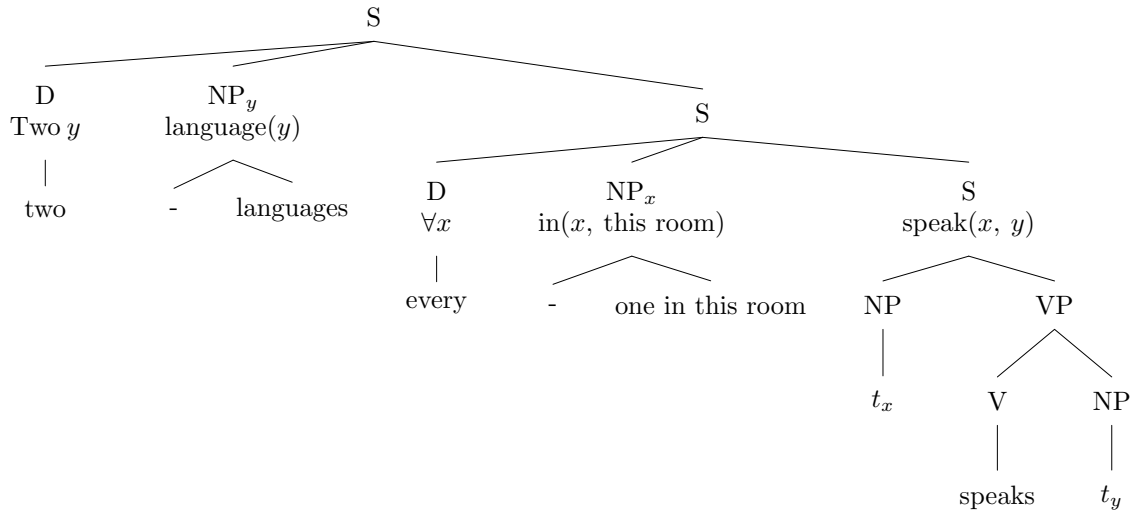 S
D NP_y S
Two y language(y)
two - languages
D NP_x S
∀x in(x, this room) speak(x, y)
every - one in this room NP VP
t_x V NP
speaks t_y